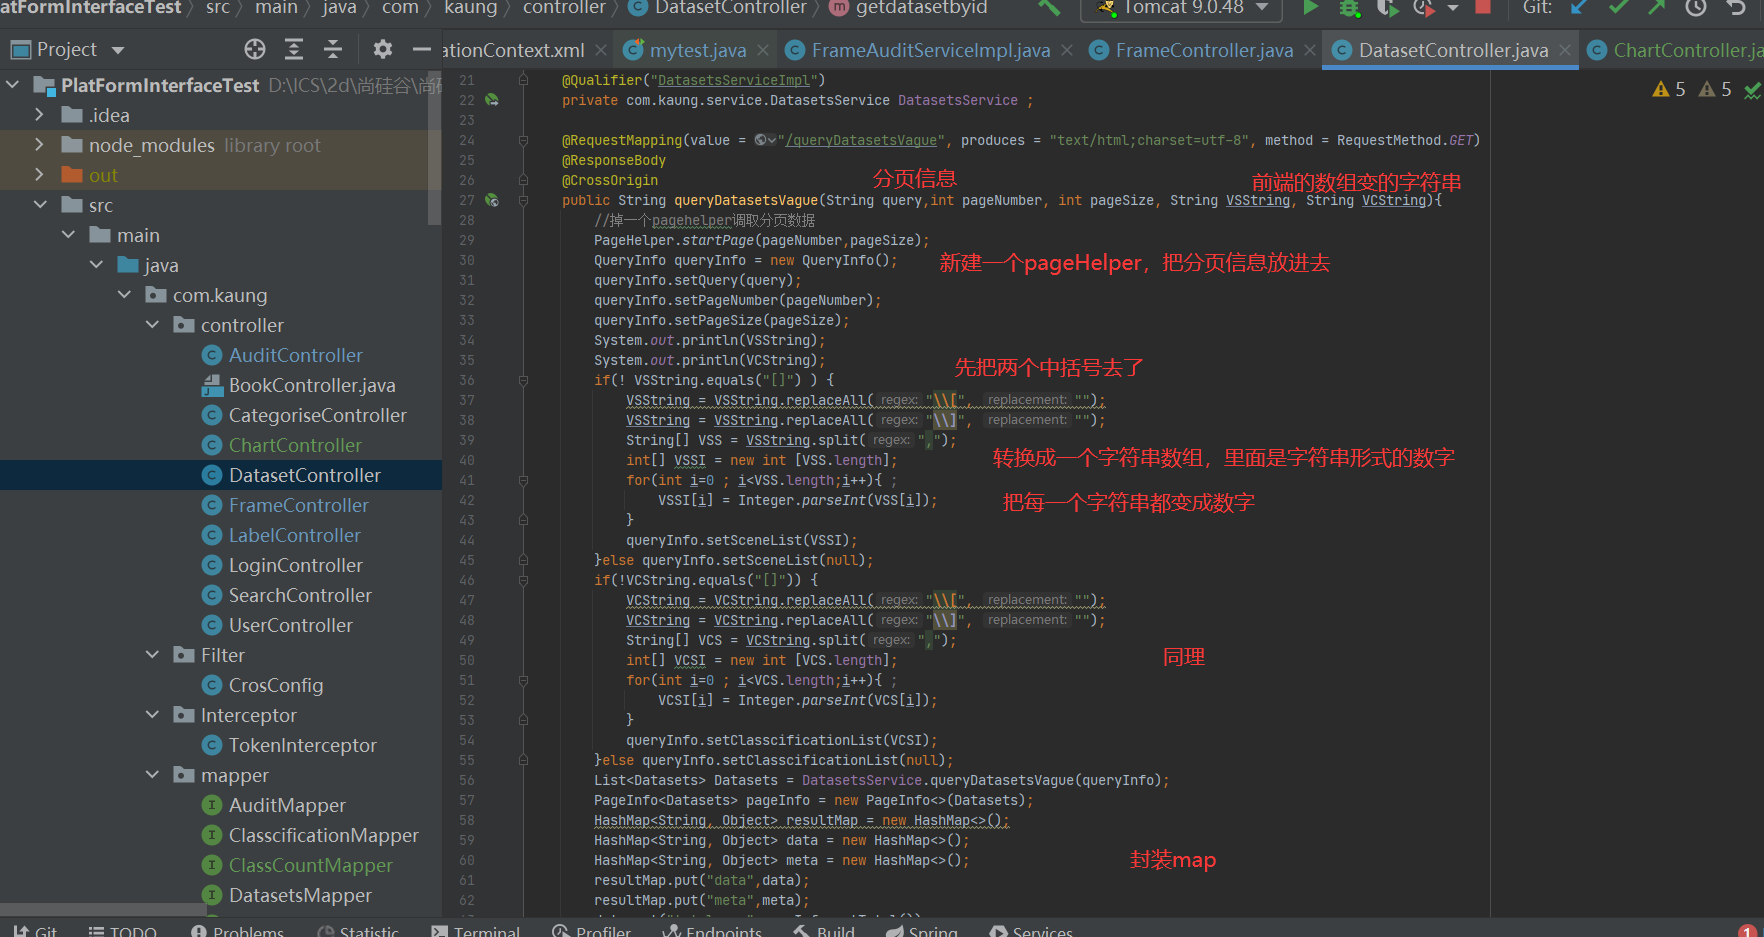 atFormInterfaceTest src main java com kaung controller DatasetController getdatasetbyid Tomcat 9.0.48 Git:
Project
ationContext.xml mytest.java FrameAuditServiceImpl.java FrameController.java DatasetController.java ChartController.ja
PlatFormInterfaceTest D:\ICS\2d\尚硅谷\尚硅
.idea
node_modules library root
out
src
main
java
com.kaung
controller
AuditController
BookController.java
CategoriseController
ChartController
DatasetController
FrameController
LabelController
LoginController
SearchController
UserController
Filter
CrosConfig
Interceptor
TokenInterceptor
mapper
AuditMapper
ClasscificationMapper
ClassCountMapper
DatasetsMapper
5 5
21 @Qualifier("DatasetsServiceImpl")
22 private com.kaung.service.DatasetsService DatasetsService ;
23
24 @RequestMapping(value = "/queryDatasetsVague", produces = "text/html;charset=utf-8", method = RequestMethod.GET)
25 @ResponseBody
26 @CrossOrigin
分页信息 前端的数组变的字符串
27 public String queryDatasetsVague(String query,int pageNumber, int pageSize, String VSString, String VCString){
28 //掉一个pagehelper调取分页数据
29 PageHelper.startPage(pageNumber,pageSize);
30 QueryInfo queryInfo = new QueryInfo(); 新建一个pageHelper，把分页信息放进去
31 queryInfo.setQuery(query);
32 queryInfo.setPageNumber(pageNumber);
33 queryInfo.setPageSize(pageSize);
34 System.out.println(VSString);
35 System.out.println(VCString);
先把两个中括号去了
36 if(! VSString.equals("[]") ) {
37 VSString = VSString.replaceAll( regex: "\\[", replacement: "");
38 VSString = VSString.replaceAll( regex: "\\]", replacement: "");
39 String[] VSS = VSString.split( regex: ",");
40 int[] VSSI = new int [VSS.length]; 转换成一个字符串数组，里面是字符串形式的数字
41 for(int i=0 ; i<VSS.length;i++){ ;
42 VSSI[i] = Integer.parseInt(VSS[i]); 把每一个字符串都变成数字
43 }
44 queryInfo.setSceneList(VSSI);
45 }else queryInfo.setSceneList(null);
46 if(!VCString.equals("[]")) {
47 VCString = VCString.replaceAll( regex: "\\[", replacement: "");
48 VCString = VCString.replaceAll( regex: "\\]", replacement: "");
49 String[] VCS = VCString.split( regex: ",");
50 int[] VCSI = new int [VCS.length]; 同理
51 for(int i=0 ; i<VCS.length;i++){ ;
52 VCSI[i] = Integer.parseInt(VCS[i]);
53 }
54 queryInfo.setClasscificationList(VCSI);
55 }else queryInfo.setClasscificationList(null);
56 List<Datasets> Datasets = DatasetsService.queryDatasetsVague(queryInfo);
57 PageInfo<Datasets> pageInfo = new PageInfo<>(Datasets);
58 HashMap<String, Object> resultMap = new HashMap<>();
59 HashMap<String, Object> data = new HashMap<>();
60 HashMap<String, Object> meta = new HashMap<>(); 封装map
61 resultMap.put("data",data);
62 resultMap.put("meta",meta);
Git TODO Problems Statistic Terminal Profiler Endpoints Build Spring Services 1